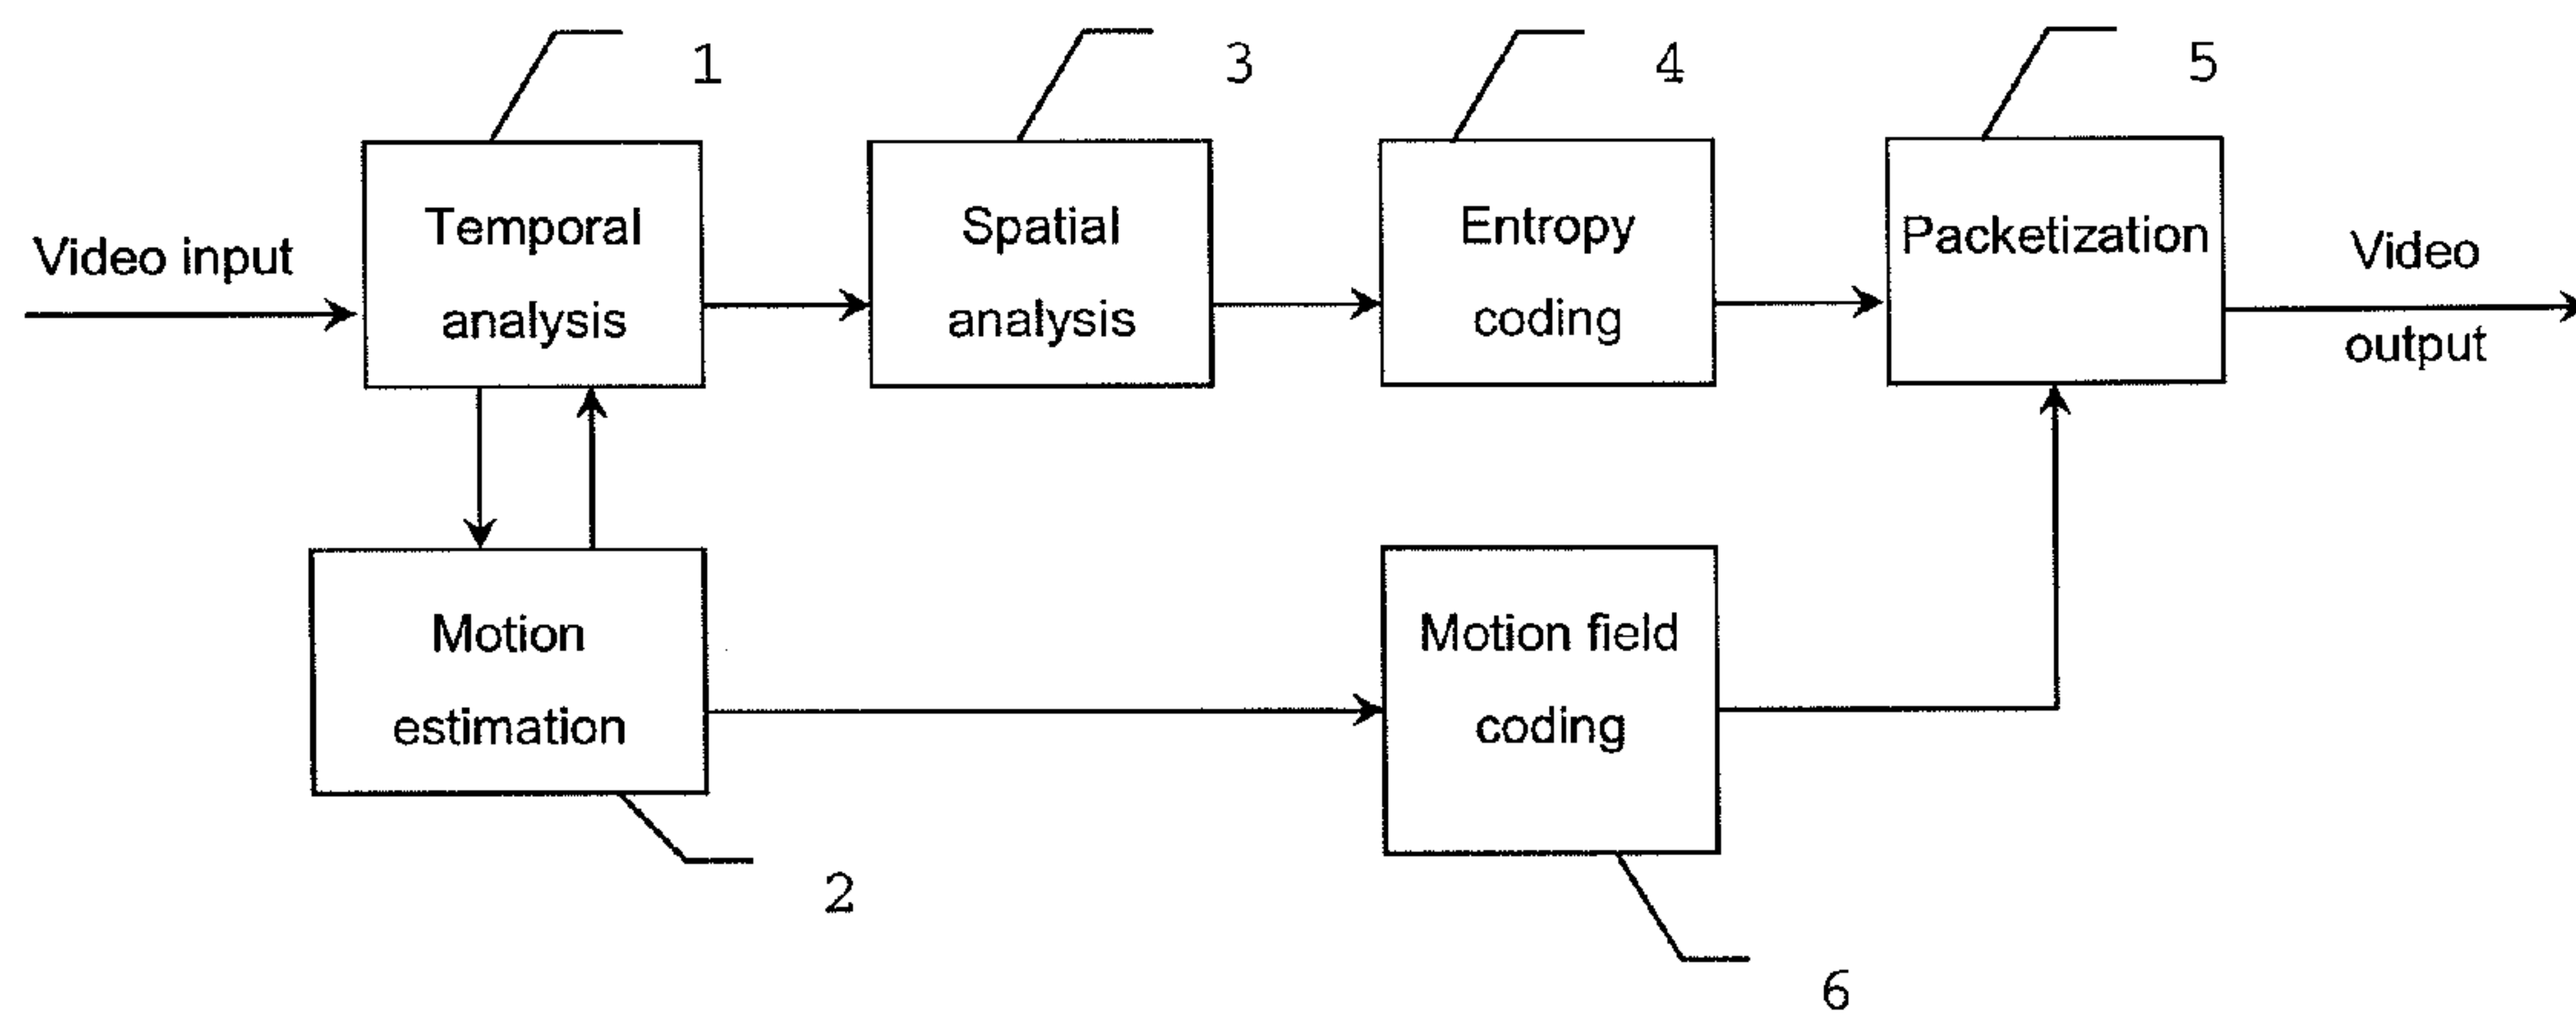 1
3
4
5
Video input
Temporal
analysis
Spatial
analysis
Entropy
coding
Packetization
Video
output
Motion
estimation
Motion field
coding
2
6